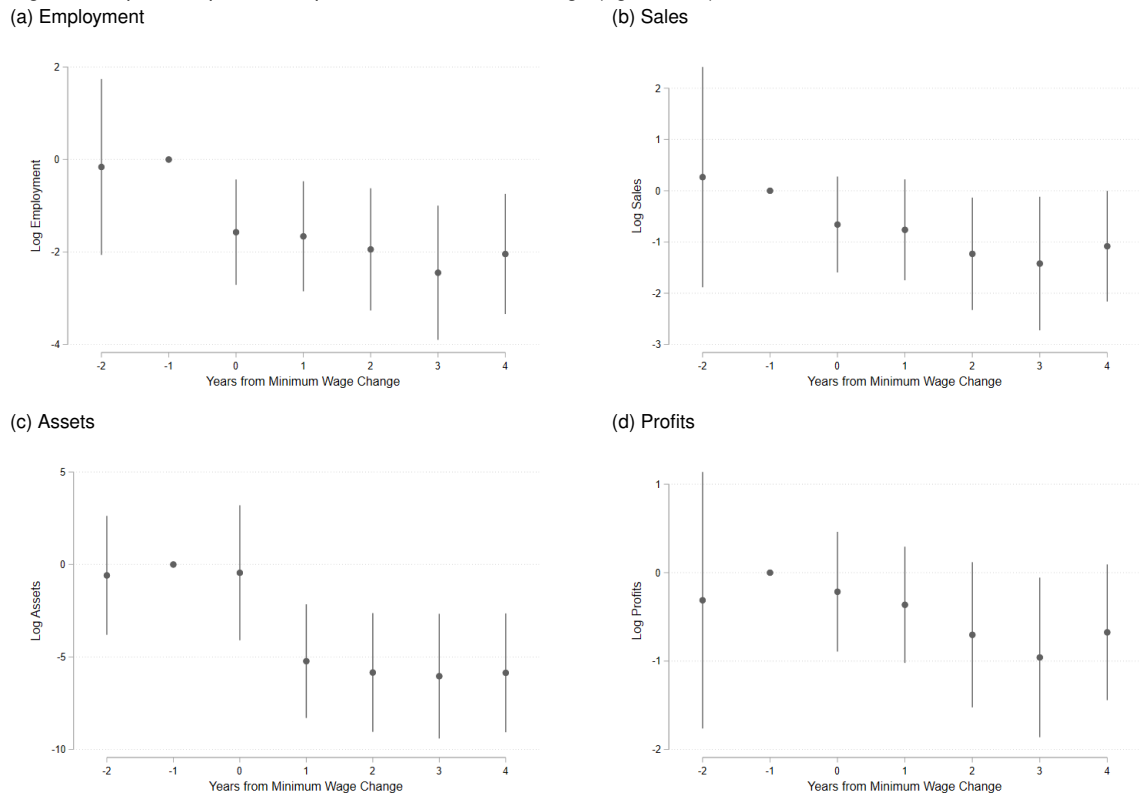 (a) Employment
2
0
-2
-4
Log Employment
-2 -1 0 1 2 3 4
Years from Minimum Wage Change
(b) Sales
2
1
0
-1
-2
-3
Log Sales
-2 -1 0 1 2 3 4
Years from Minimum Wage Change
(c) Assets
5
0
-5
-10
Log Assets
-2 -1 0 1 2 3 4
Years from Minimum Wage Change
(d) Profits
1
0
-1
-2
Log Profits
-2 -1 0 1 2 3 4
Years from Minimum Wage Change